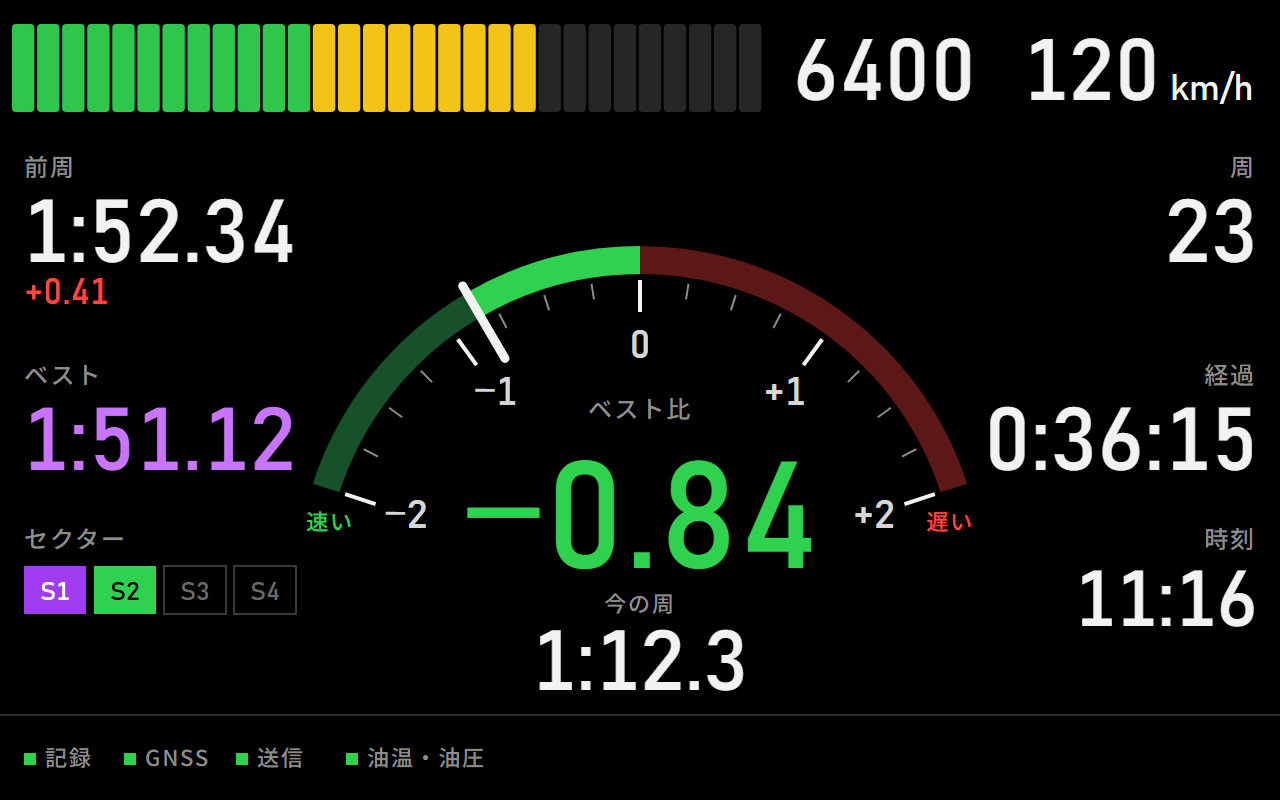 6400 120 km/h
前周
1:52.34
+0.41
周
23
0
−1
+1
−2
+2
速い
遅い
ベスト比
−0.84
今の周
1:12.3
ベスト
1:51.12
セクター
S1 S2 S3 S4
経過
0:36:15
時刻
11:16
記録 GNSS 送信 油温・油圧